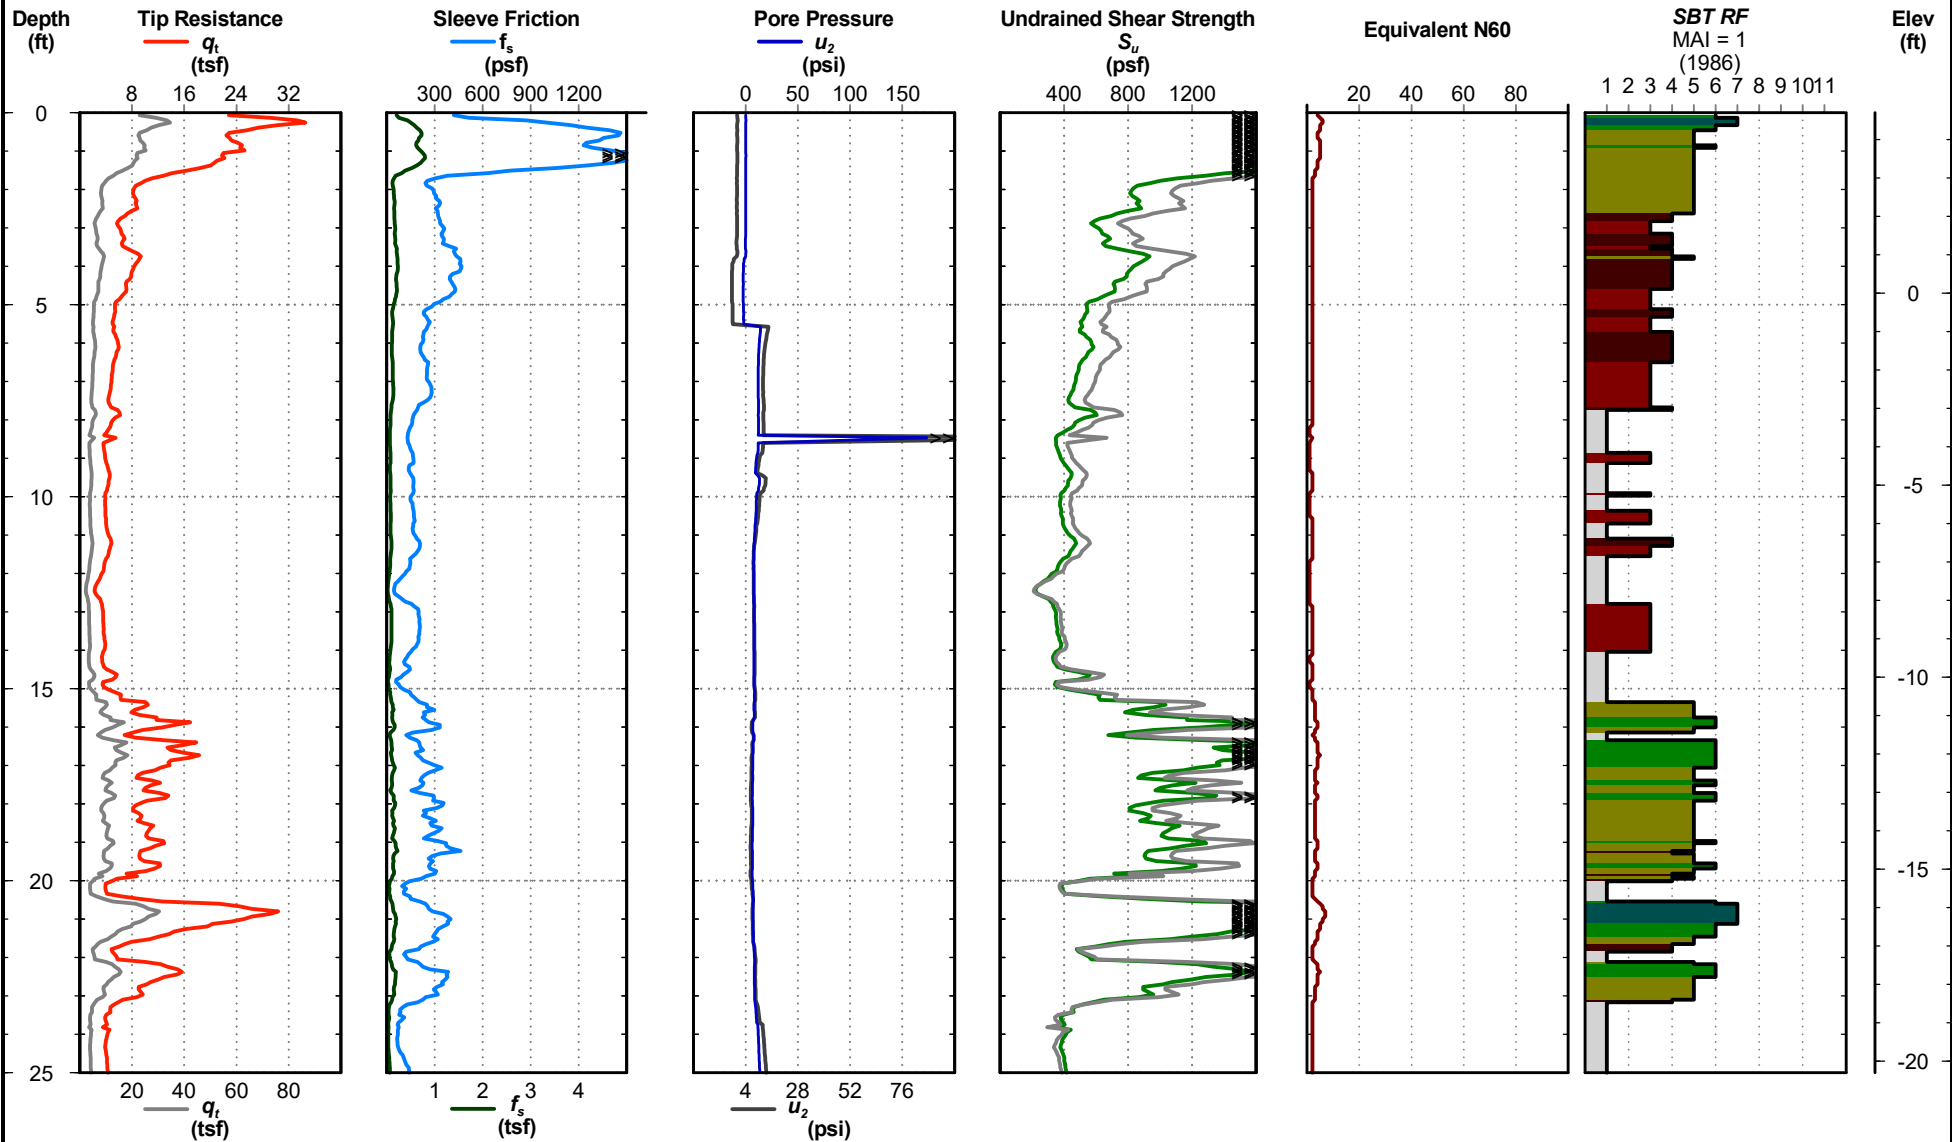 Depth
(ft)
Tip Resistance
qt
(tsf)
Sleeve Friction
fs
(psf)
Pore Pressure
u2
(psi)
Undrained Shear Strength
Su
(psf)
Equivalent N60
SBT RF
MAI = 1
(1986)
Elev
(ft)
8 16 24 32
300 600 900 1200
0 50 100 150
400 800 1200
20 40 60 80
1 2 3 4 5 6 7 8 9 10 11
0
5
10
15
20
25
0
-5
-10
-15
-20
20 40 60 80
1 2 3 4
4 28 52 76
qt
(tsf)
fs
(tsf)
u2
(psi)